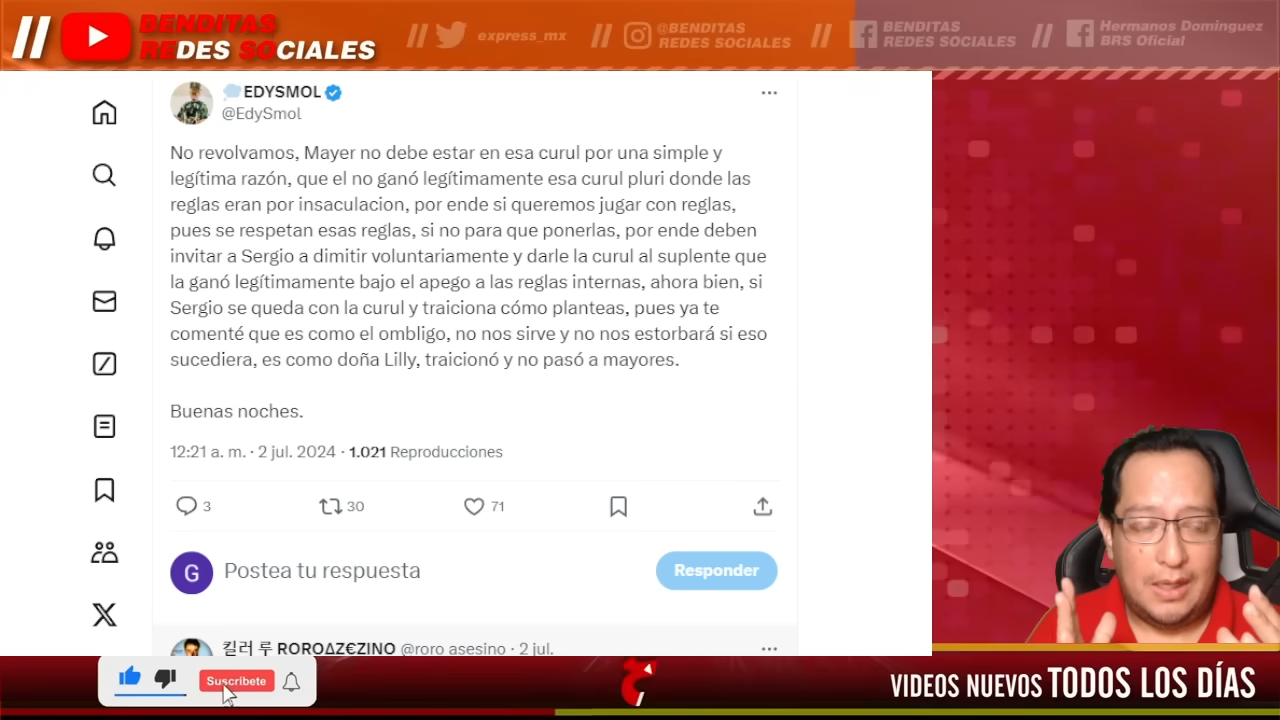 BENDITAS
REDES SOCIALES
express_mx
@BENDITAS
REDES SOCIALES
BENDITAS
REDES SOCIALES
Hermanos Dominguez
BRS Oficial
EDYSMOL
@EdySmol
No revolvamos, Mayer no debe estar en esa curul por una simple y
legítima razón, que el no ganó legítimamente esa curul pluri donde las
reglas eran por insaculacion, por ende si queremos jugar con reglas,
pues se respetan esas reglas, si no para que ponerlas, por ende deben
invitar a Sergio a dimitir voluntariamente y darle la curul al suplente que
la ganó legítimamente bajo el apego a las reglas internas, ahora bien, si
Sergio se queda con la curul y traiciona cómo planteas, pues ya te
comenté que es como el ombligo, no nos sirve y no nos estorbará si eso
sucediera, es como doña Lilly, traicionó y no pasó a mayores.
Buenas noches.
12:21 a. m. · 2 jul. 2024 · 1.021 Reproducciones
3
30
71
G
Postea tu respuesta
Responder
킬러 루 RORO∆Z€ZINO @roro asesino · 2 jul.
Suscríbete
VIDEOS NUEVOS TODOS LOS DÍAS